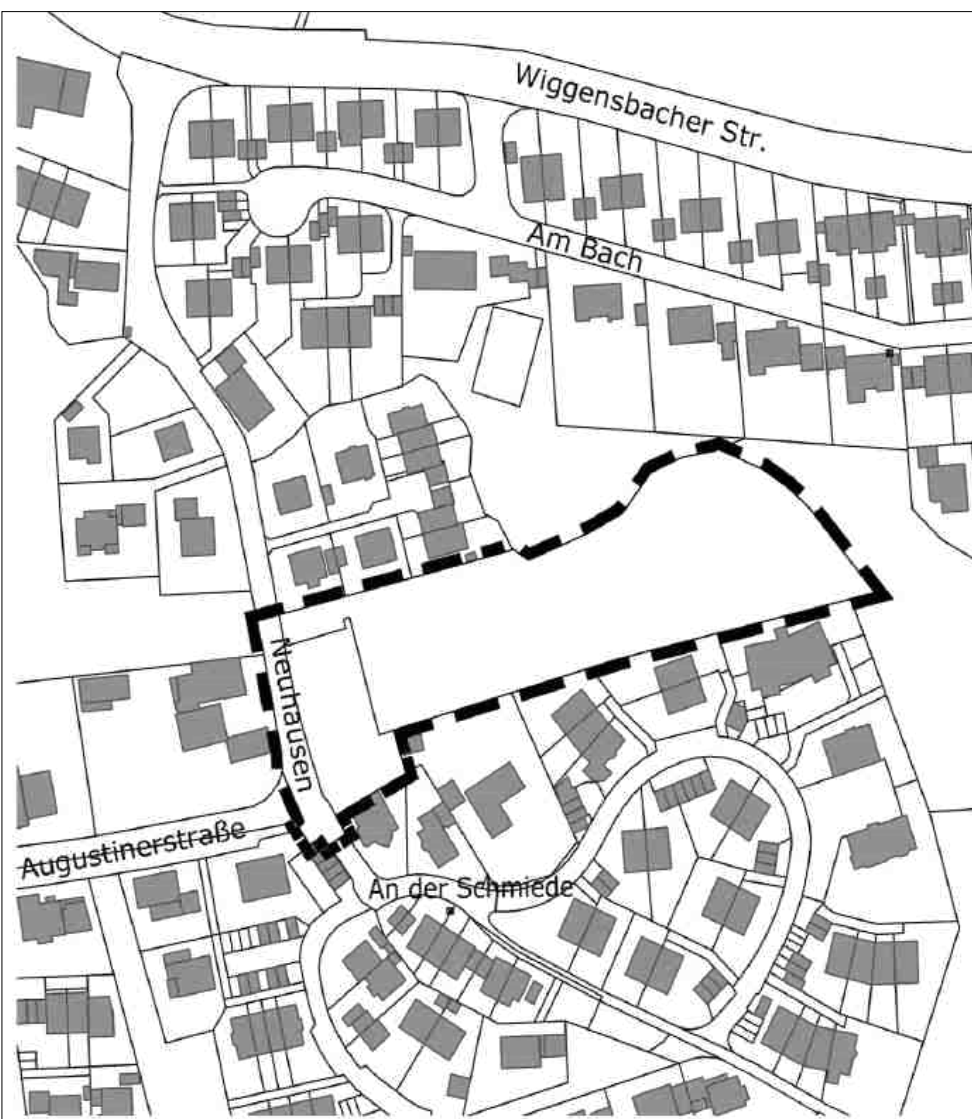 Wiggensbacher Str.
Am Bach
Neuhausen
Augustinerstraße
An der Schmiede